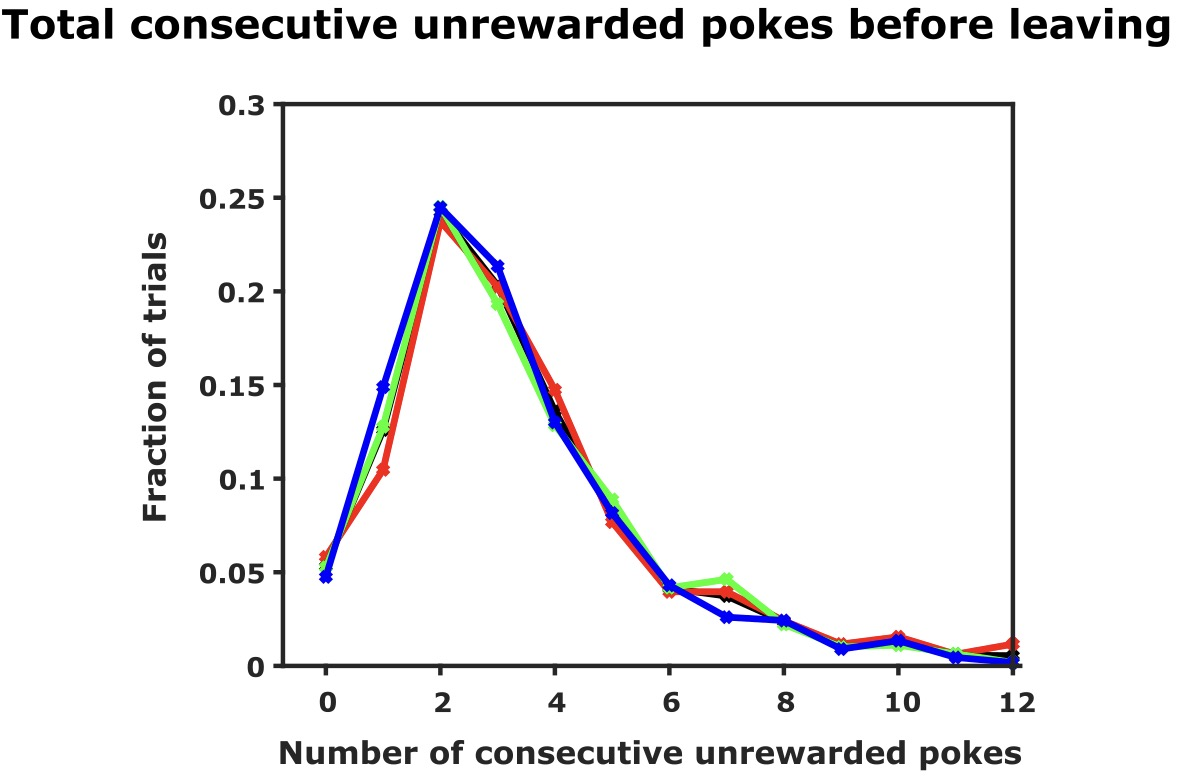 Total consecutive unrewarded pokes before leaving
0.3
0.25
0.2
0.15
0.1
0.05
0
Fraction of trials
0 2 4 6 8 10 12
Number of consecutive unrewarded pokes